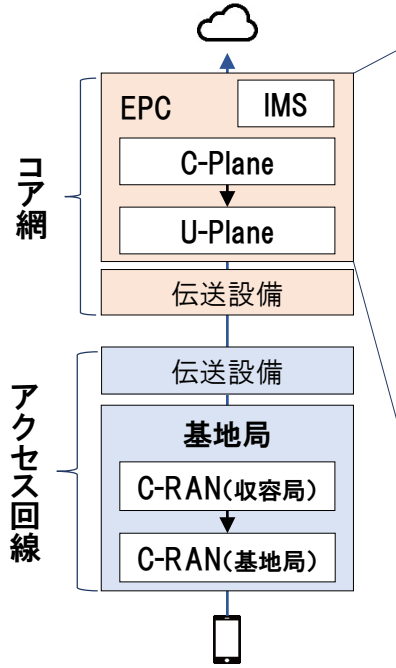 EPC
IMS
C-Plane
U-Plane
コア網
伝送設備
伝送設備
アクセス回線
基地局
C-RAN(収容局)
C-RAN(基地局)